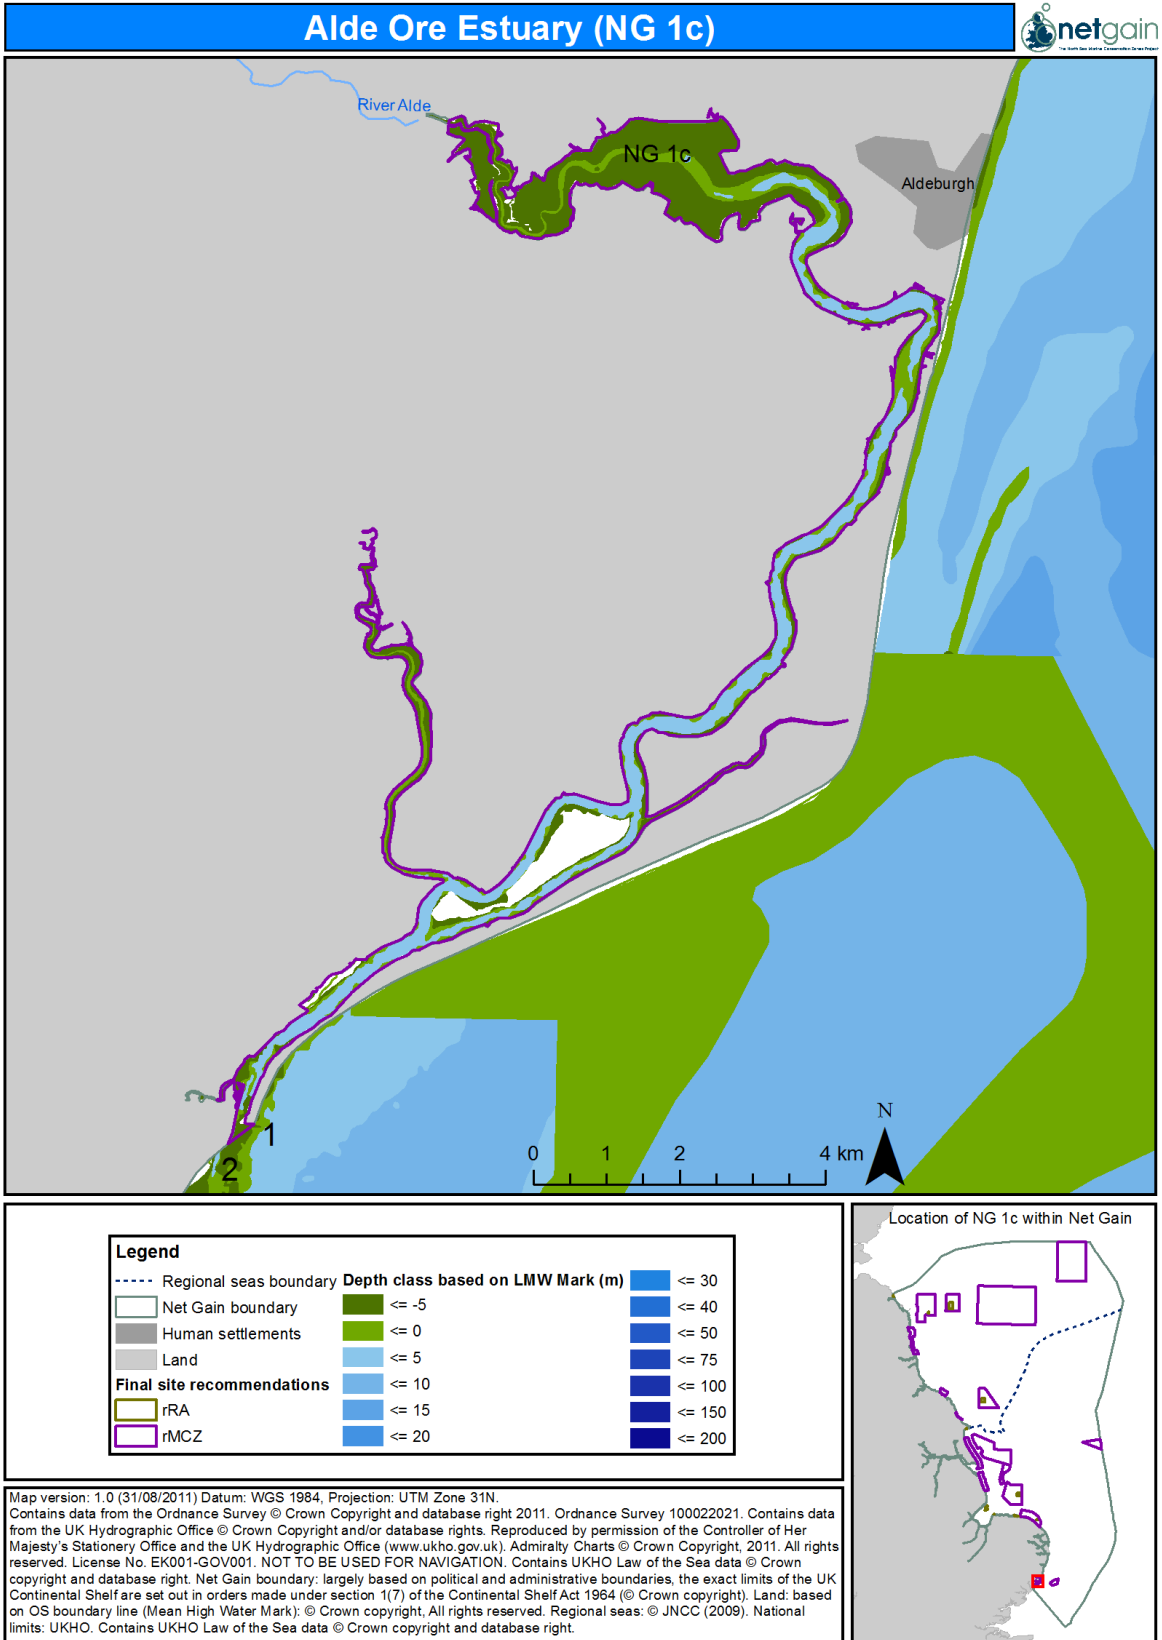 Alde Ore Estuary (NG 1c)
netgain
The North Sea Marine Conservation Zones Project
River Alde
NG 1c
Aldeburgh
1
2
N
0 1 2 4 km
Legend
Regional seas boundary
Net Gain boundary
Human settlements
Land
Final site recommendations
rRA
rMCZ
Depth class based on LMW Mark (m)
<= -5
<= 0
<= 5
<= 10
<= 15
<= 20
<= 30
<= 40
<= 50
<= 75
<= 100
<= 150
<= 200
Location of NG 1c within Net Gain
Map version: 1.0 (31/08/2011) Datum: WGS 1984, Projection: UTM Zone 31N.
Contains data from the Ordnance Survey © Crown Copyright and database right 2011. Ordnance Survey 100022021. Contains data
from the UK Hydrographic Office © Crown Copyright and/or database rights. Reproduced by permission of the Controller of Her
Majesty's Stationery Office and the UK Hydrographic Office (www.ukho.gov.uk). Admiralty Charts © Crown Copyright, 2011. All rights
reserved. License No. EK001-GOV001. NOT TO BE USED FOR NAVIGATION. Contains UKHO Law of the Sea data © Crown
copyright and database right. Net Gain boundary: largely based on political and administrative boundaries, the exact limits of the UK
Continental Shelf are set out in orders made under section 1(7) of the Continental Shelf Act 1964 (© Crown copyright). Land: based
on OS boundary line (Mean High Water Mark): © Crown copyright, All rights reserved. Regional seas: © JNCC (2009). National
limits: UKHO. Contains UKHO Law of the Sea data © Crown copyright and database right.